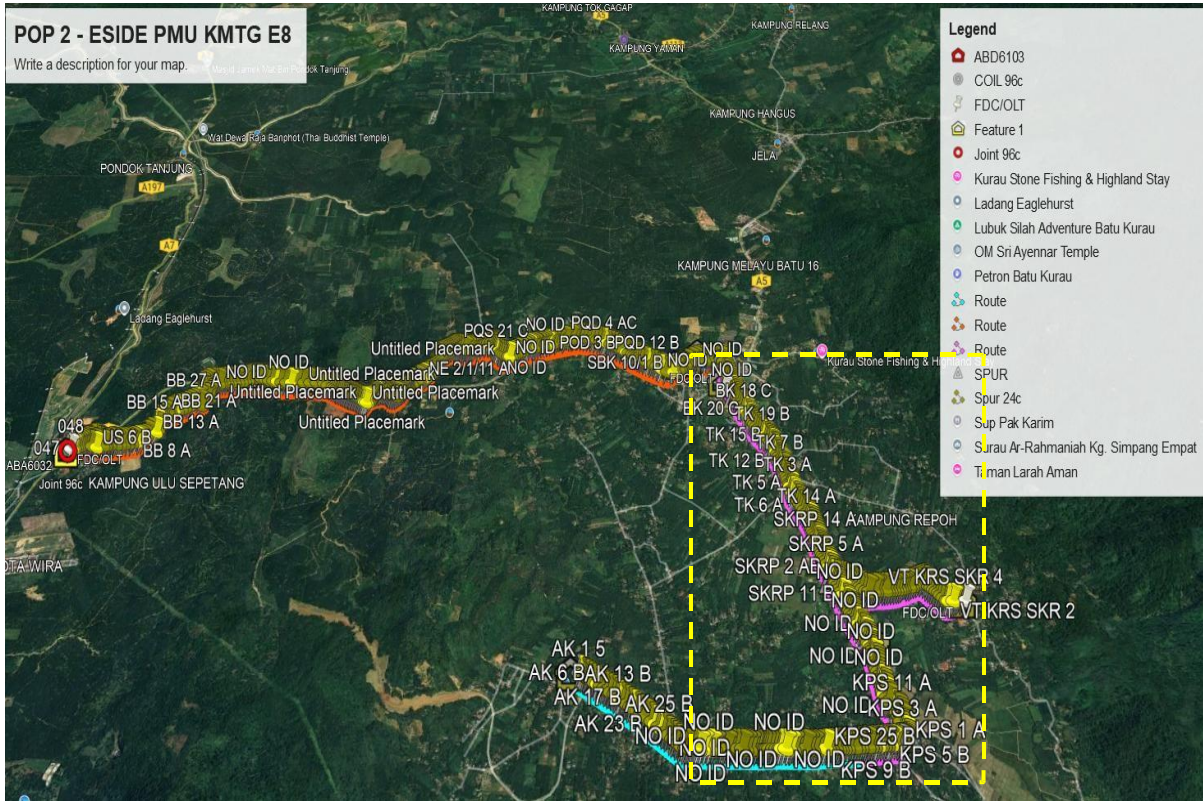 POP 2 - ESIDE PMU KMTG E8
Write a description for your map.
Legend
ABD6103
COIL 96c
FDC/OLT
Feature 1
Joint 96c
Kurau Stone Fishing & Highland Stay
Ladang Eaglehurst
Lubuk Silah Adventure Batu Kurau
OM Sri Ayennar Temple
Petron Batu Kurau
Route
Route
Route
SPUR
Spur 24c
Sup Pak Karim
Surau Ar-Rahmaniah Kg. Simpang Empat
Taman Larah Aman
KAMPUNG TOK GAGAP
A5
KAMPUNG RELANG
KAMPUNG YAMAN
KAMPUNG HANGUS
Wat Dewa Raja Banphot (Thai Buddhist Temple)
JELAI
PONDOK TANJUNG
A197
A7
KAMPUNG MELAYU BATU 16
A5
Ladang Eaglehurst
PQS 21 C
NO ID
PQD 4 AC
Untitled Placemark
NO ID
POD 3 B
PQD 12 B
NO ID
Kurau Stone Fishing & Highland S
NO ID
NO ID
Untitled Placemark
NE 2/1/11 A
NO ID
SBK 10/1 B
NO ID
NO ID
BB 27 A
FDC/OLT
Untitled Placemark
Untitled Placemark
BK 18 C
BB 15 A
BB 21 A
BK 20 C
TK 19 B
BB 13 A
Untitled Placemark
048
TK 15 B
TK 7 B
047
US 6 B
BB 8 A
ABA6032
FDC/OLT
TK 12 B
TK 3 A
Joint 96c
KAMPUNG ULU SEPETANG
TK 5 A
TK 14 A
TK 6 A
SKRP 14 A
KAMPUNG REPOH
SKRP 5 A
SKRP 2 AB
NO ID
VT KRS SKR 4
SKRP 11 B
NO ID
FDC/OLT
VT KRS SKR 2
NO ID
NO ID
AK 1 5
NO ID
NO ID
AK 6 B
AK 13 B
KPS 11 A
AK 17 B
AK 25 B
NO ID
KPS 3 A
AK 23 B
NO ID
NO ID
KPS 1 A
NO ID
KPS 25 B
NO ID
KPS 5 B
NO ID
NO ID
NO ID
KPS 9 B